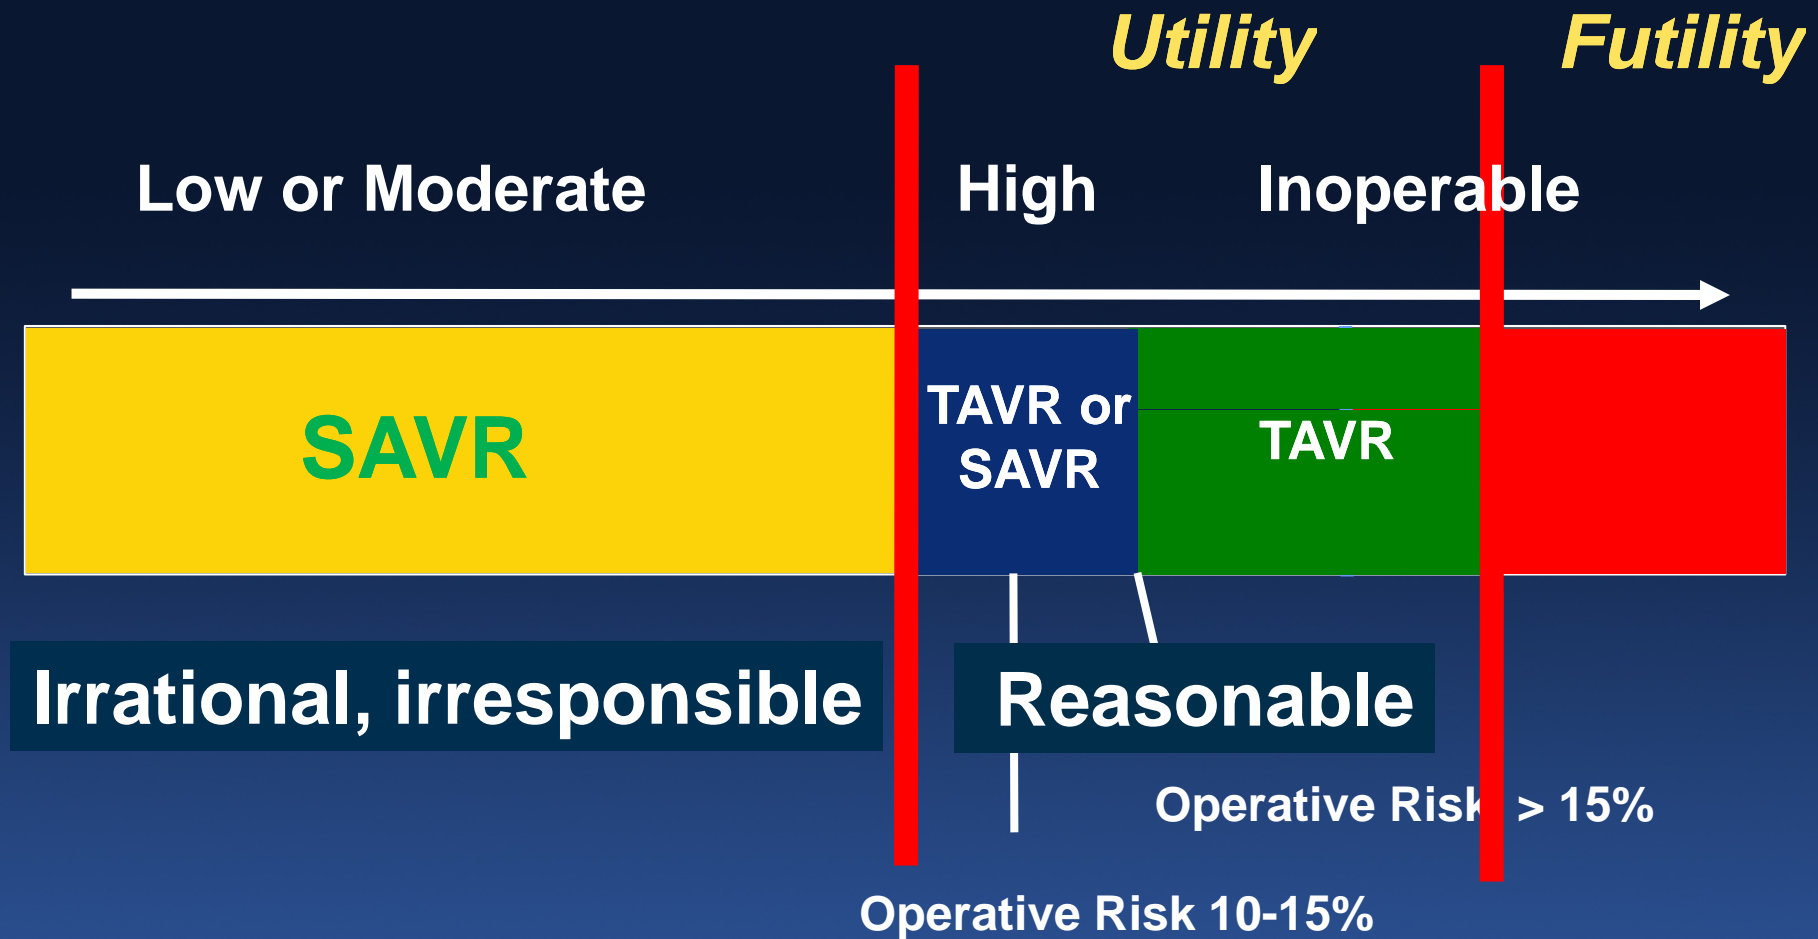 Utility
Futility
Low or Moderate
High
Inoperable
SAVR
TAVR or
SAVR
TAVR
Irrational, irresponsible
Reasonable
Operative Risk > 15%
Operative Risk 10-15%